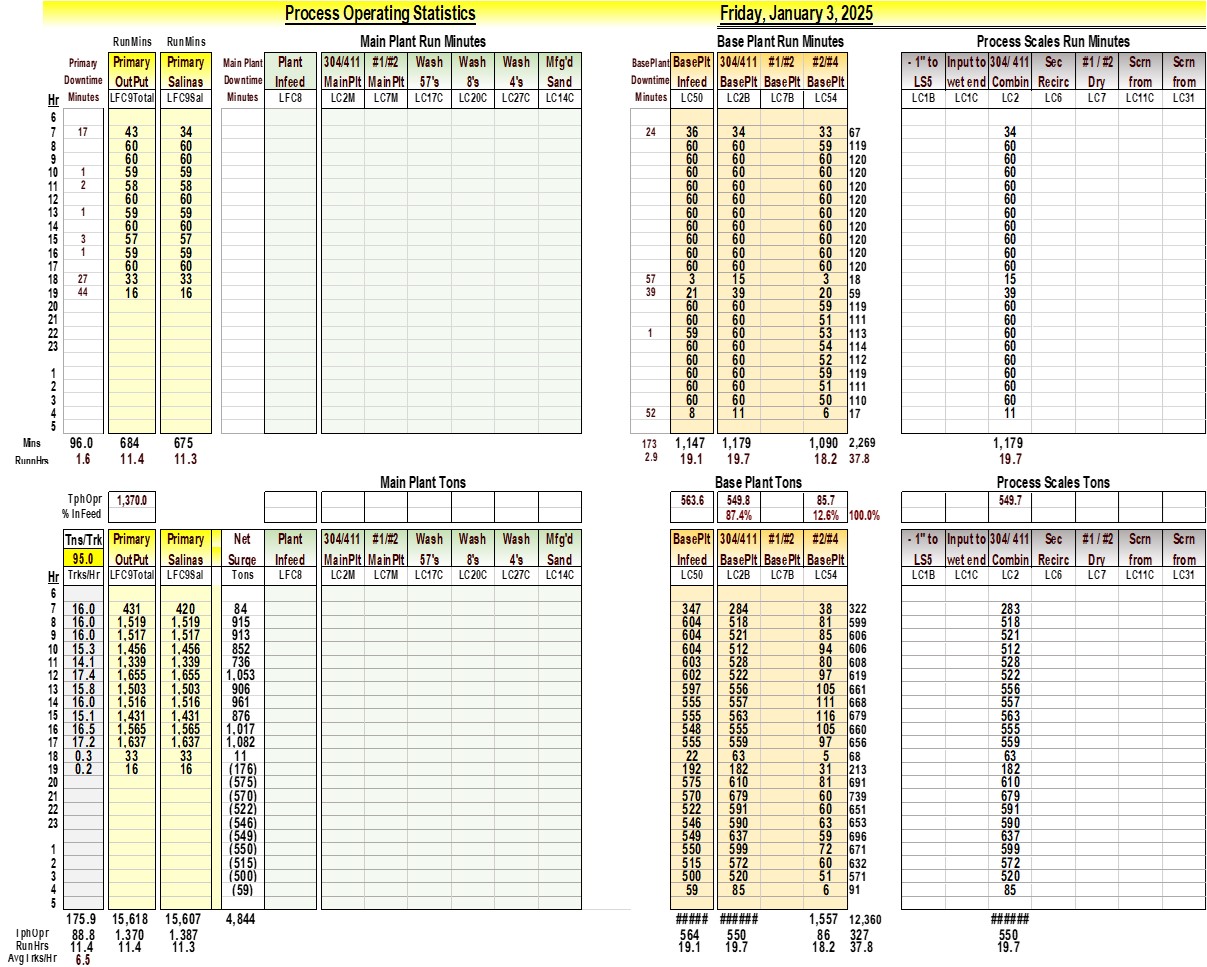 Process Operating Statistics Friday, January 3, 2025
RunMins RunMins Main Plant Run Minutes Base Plant Run Minutes Process Scales Run Minutes
Primary Primary Primary Main Plant Plant 304/411 #1/#2 Wash Wash Wash Mfg'd BasePlant BasePlt 304/411 #1/#2 #2/#4 - 1" to Input to 304/ 411 Sec #1 / #2 Scrn Scrn
Downtime OutPut Salinas Downtime Infeed MainPlt MainPlt 57's 8's 4's Sand Downtime Infeed BasePlt BasePlt BasePlt LS5 wet end Combin Recirc Dry from from
Hr Minutes LFC9Total LFC9Sal Minutes LFC8 LC2M LC7M LC17C LC20C LC27C LC14C Minutes LC50 LC2B LC7B LC54 LC1B LC1C LC2 LC6 LC7 LC11C LC31
6
7 17 43 34 24 36 34 33 67 34
8 60 60 60 60 59 119 60
9 60 60 60 60 60 120 60
10 1 59 59 60 60 60 120 60
11 2 58 58 60 60 60 120 60
12 60 60 60 60 60 120 60
13 1 59 59 60 60 60 120 60
14 60 60 60 60 60 120 60
15 3 57 57 60 60 60 120 60
16 1 59 59 60 60 60 120 60
17 60 60 60 60 60 120 60
18 27 33 33 57 3 15 3 18 15
19 44 16 16 39 21 39 20 59 39
20 60 60 59 119 60
21 60 60 51 111 60
22 1 59 60 53 113 60
23 60 60 54 114 60
60 60 52 112 60
1 60 60 59 119 60
2 60 60 51 111 60
3 60 60 50 110 60
4 52 8 11 6 17 11
5
Mins 96.0 684 675 173 1,147 1,179 1,090 2,269 1,179
RunnHrs 1.6 11.4 11.3 2.9 19.1 19.7 18.2 37.8 19.7
Main Plant Tons Base Plant Tons Process Scales Tons
TphOpr 1,370.0 563.6 549.8 85.7 549.7
% InFeed 87.4% 12.6% 100.0%
Tns/Trk Primary Primary Net Plant 304/411 #1/#2 Wash Wash Wash Mfg'd BasePlt 304/411 #1/#2 #2/#4 - 1" to Input to 304/ 411 Sec #1 / #2 Scrn Scrn
95.0 OutPut Salinas Surge Infeed MainPlt MainPlt 57's 8's 4's Sand Infeed BasePlt BasePlt BasePlt LS5 wet end Combin Recirc Dry from from
Hr Trks/Hr LFC9Total LFC9Sal Tons LFC8 LC2M LC7M LC17C LC20C LC27C LC14C LC50 LC2B LC7B LC54 LC1B LC1C LC2 LC6 LC7 LC11C LC31
6
7 16.0 431 420 84 347 284 38 322 283
8 16.0 1,519 1,519 915 604 518 81 599 518
9 16.0 1,517 1,517 913 604 521 85 606 521
10 15.3 1,456 1,456 852 604 512 94 606 512
11 14.1 1,339 1,339 736 603 528 80 608 528
12 17.4 1,655 1,655 1,053 602 522 97 619 522
13 15.8 1,503 1,503 906 597 556 105 661 556
14 16.0 1,516 1,516 961 555 557 111 668 557
15 15.1 1,431 1,431 876 555 563 116 679 563
16 16.5 1,565 1,565 1,017 548 555 105 660 555
17 17.2 1,637 1,637 1,082 555 559 97 656 559
18 0.3 33 33 11 22 63 5 68 63
19 0.2 16 16 (176) 192 182 31 213 182
20 (575) 575 610 81 691 610
21 (570) 570 679 60 739 679
22 (522) 522 591 60 651 591
23 (546) 546 590 63 653 590
(549) 549 637 59 696 637
1 (550) 550 599 72 671 599
2 (515) 515 572 60 632 572
3 (500) 500 520 51 571 520
4 (59) 59 85 6 91 85
5
175.9 15,618 15,607 4,844 ##### ###### 1,557 12,360 ######
TphOpr 88.8 1,370 1,387 564 550 86 327 550
RunHrs 11.4 11.4 11.3 19.1 19.7 18.2 37.8 19.7
AvgTrks/Hr 6.5